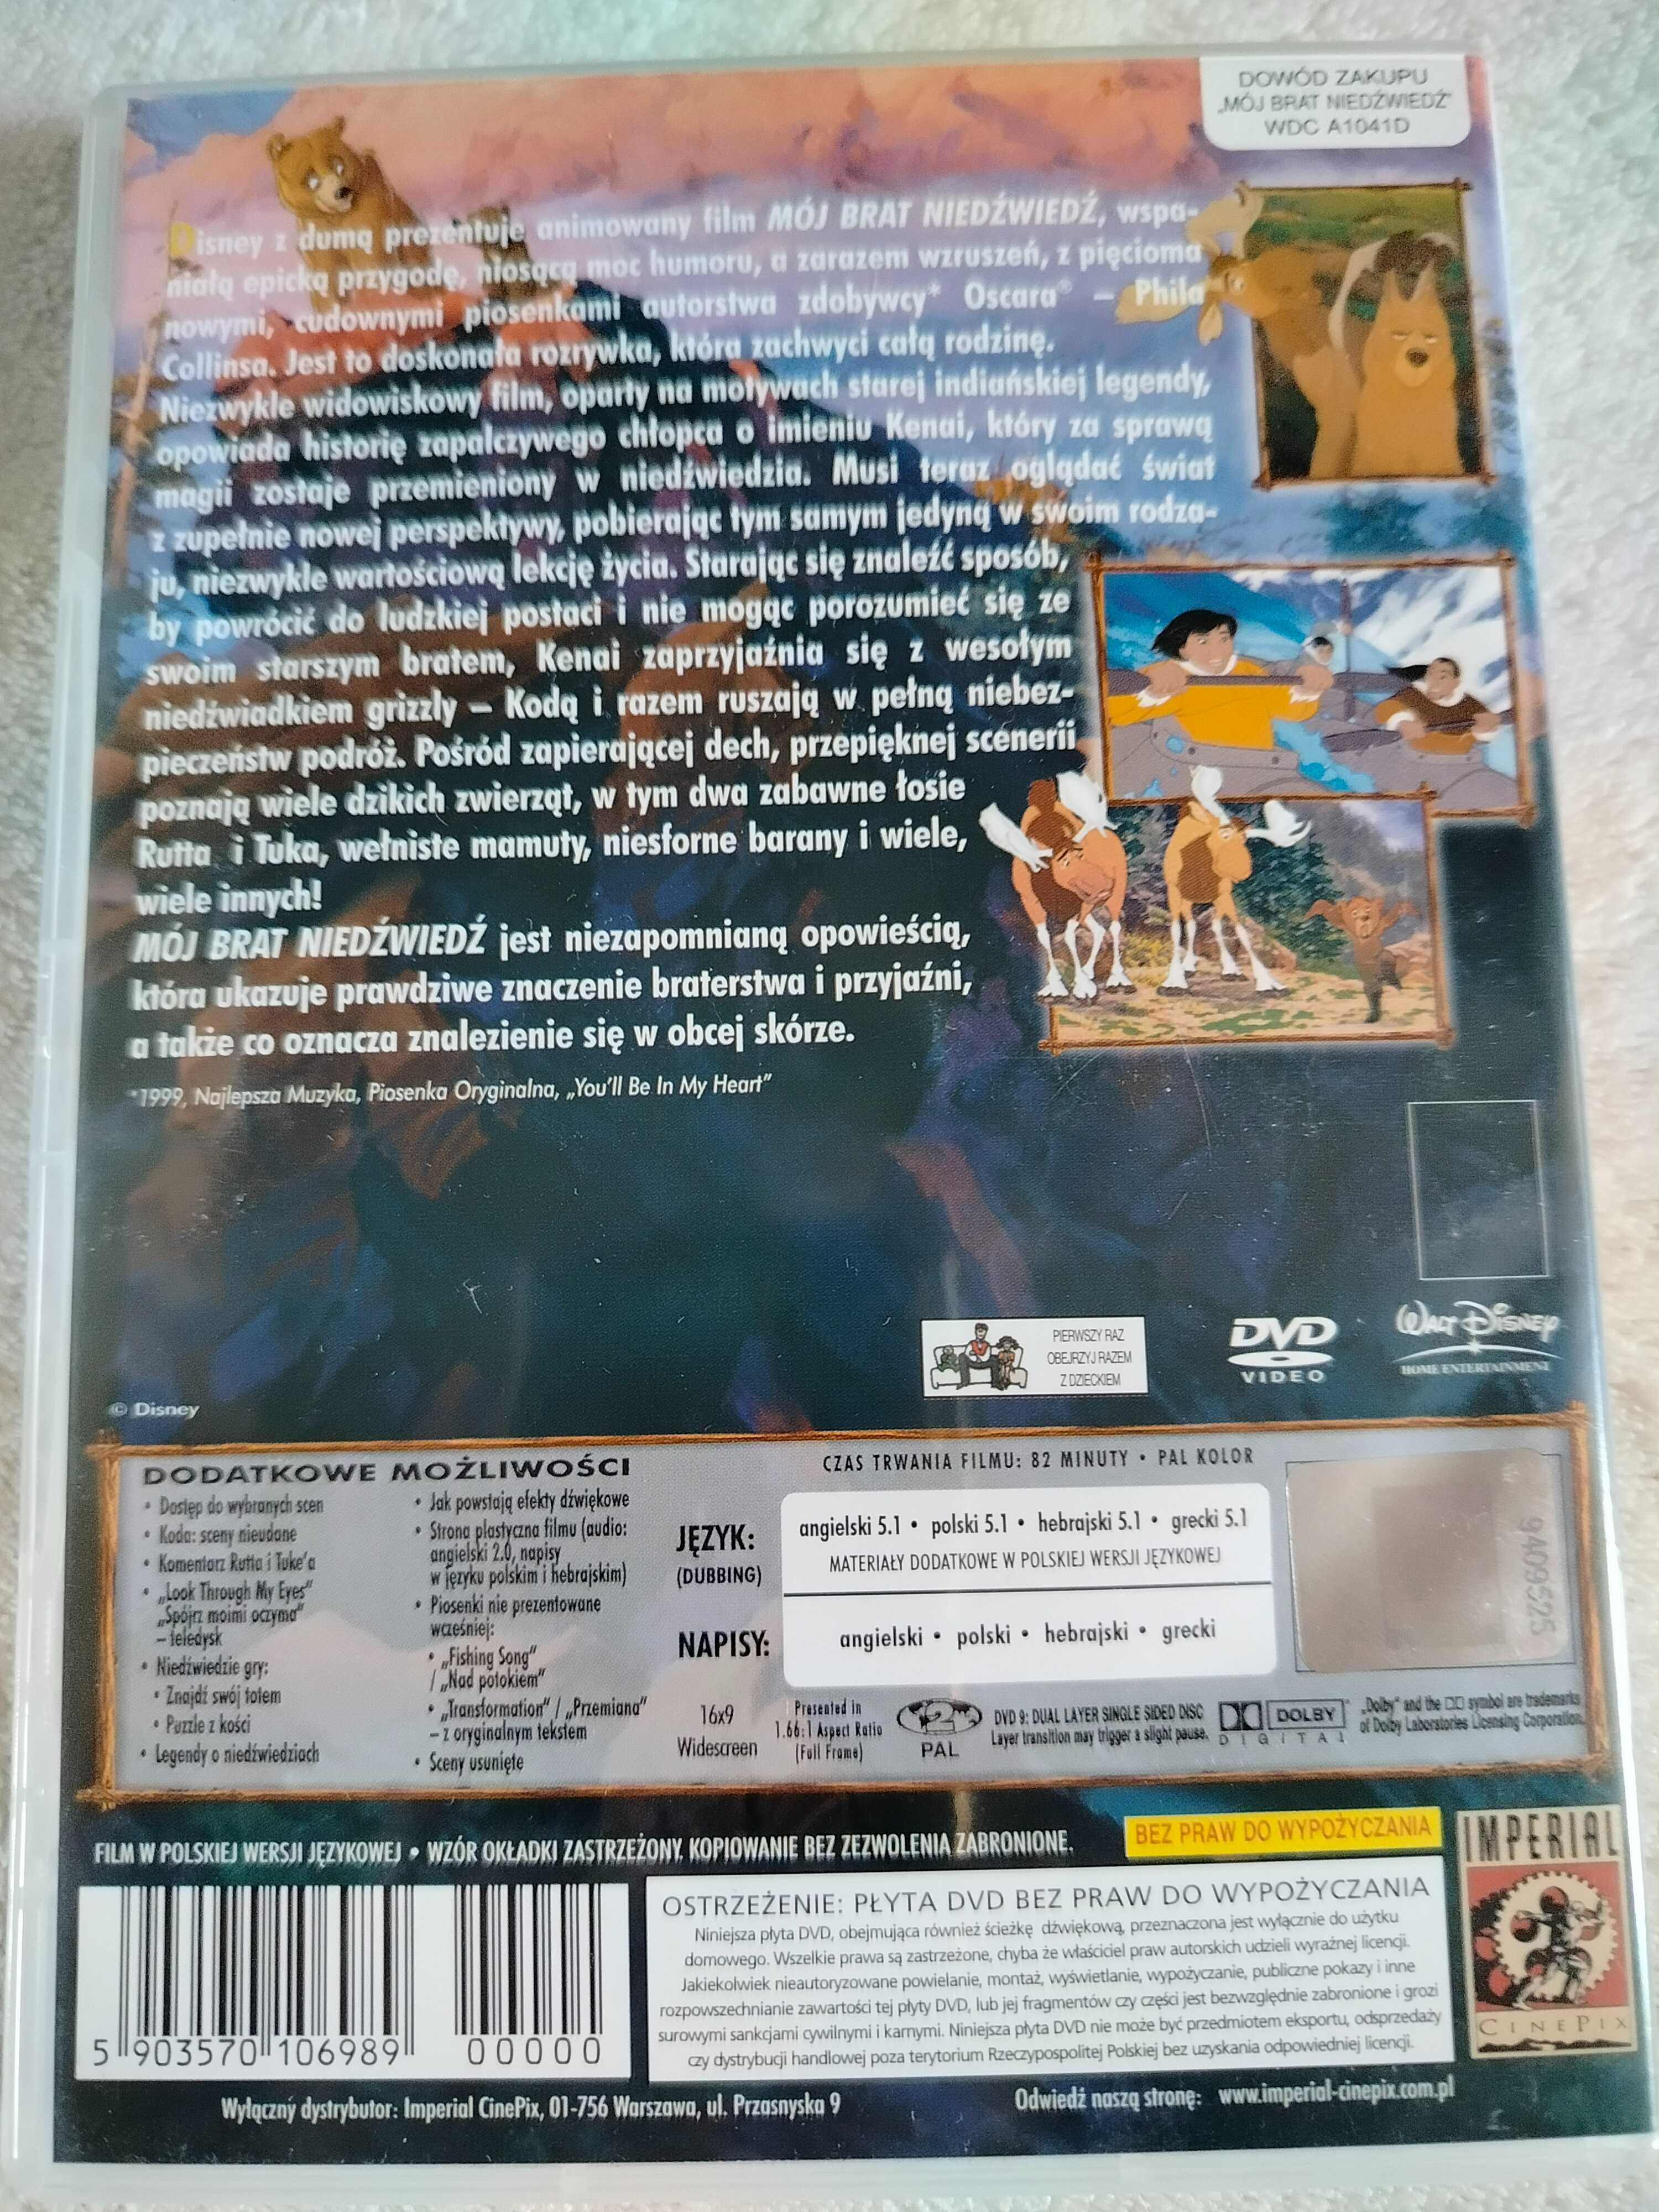 DOWÓD ZAKUPU
„MÓJ BRAT NIEDŹWIEDŹ”
WDC A1041D
Disney z dumą prezentuje animowany film MÓJ BRAT NIEDŹWIEDŹ, wspa-
niałą epicką przygodę, niosącą moc humoru, a zarazem wzruszeń, z pięcioma
nowymi, cudownymi piosenkami autorstwa zdobywcy* Oscara® – Phila
Collinsa. Jest to doskonała rozrywka, która zachwyci całą rodzinę.
Niezwykle widowiskowy film, oparty na motywach starej indiańskiej legendy,
opowiada historię zapalczywego chłopca o imieniu Kenai, który za sprawą
magii zostaje przemieniony w niedźwiedzia. Musi teraz oglądać świat
z zupełnie nowej perspektywy, pobierając tym samym jedyną w swoim rodza-
ju, niezwykle wartościową lekcję życia. Starając się znaleźć sposób,
by powrócić do ludzkiej postaci i nie mogąc porozumieć się ze
swoim starszym bratem, Kenai zaprzyjaźnia się z wesołym
niedźwiadkiem grizzly – Kodą i razem ruszają w pełną niebez-
pieczeństw podróż. Pośród zapierającej dech, przepięknej scenerii
poznają wiele dzikich zwierząt, w tym dwa zabawne łosie
Rutta i Tuka, wełniste mamuty, niesforne barany i wiele,
wiele innych!
MÓJ BRAT NIEDŹWIEDŹ jest niezapomnianą opowieścią,
która ukazuje prawdziwe znaczenie braterstwa i przyjaźni,
a także co oznacza znalezienie się w obcej skórze.
*1999, Najlepsza Muzyka, Piosenka Oryginalna, „You'll Be In My Heart”
PIERWSZY RAZ
OBEJRZYJ RAZEM
Z DZIECKIEM
DVD
VIDEO
Walt Disney
HOME ENTERTAINMENT
© Disney
DODATKOWE MOŻLIWOŚCI
• Dostęp do wybranych scen
• Koda: sceny nieudane
• Komentarz Rutta i Tuke'a
• „Look Through My Eyes”
„Spójrz moimi oczyma”
– teledysk
• Niedźwiedzie gry:
• Znajdź swój totem
• Puzzle z kości
• Legendy o niedźwiedziach
• Jak powstają efekty dźwiękowe
• Strona plastyczna filmu (audio:
angielski 2.0, napisy
w języku polskim i hebrajskim)
• Piosenki nie prezentowane
wcześniej:
• „Fishing Song”
/ „Nad potokiem”
• „Transformation” / „Przemiana”
– z oryginalnym tekstem
• Sceny usunięte
CZAS TRWANIA FILMU: 82 MINUTY • PAL KOLOR
JĘZYK:
(DUBBING)
angielski 5.1 • polski 5.1 • hebrajski 5.1 • grecki 5.1
MATERIAŁY DODATKOWE W POLSKIEJ WERSJI JĘZYKOWEJ
NAPISY:
angielski • polski • hebrajski • grecki
9409525
16x9
Widescreen
Presented in
1.66:1 Aspect Ratio
(Full Frame)
2
PAL
DVD 9: DUAL LAYER SINGLE SIDED DISC
Layer transition may trigger a slight pause.
DOLBY
DIGITAL
„Dolby” and the DD symbol are trademarks
of Dolby Laboratories Licensing Corporation.
FILM W POLSKIEJ WERSJI JĘZYKOWEJ • WZÓR OKŁADKI ZASTRZEŻONY. KOPIOWANIE BEZ ZEZWOLENIA ZABRONIONE.
BEZ PRAW DO WYPOŻYCZANIA
IMPERIAL
CINEPIX
5 903570 106989
00000
OSTRZEŻENIE: PŁYTA DVD BEZ PRAW DO WYPOŻYCZANIA
Niniejsza płyta DVD, obejmująca również ścieżkę dźwiękową, przeznaczona jest wyłącznie do użytku
domowego. Wszelkie prawa są zastrzeżone, chyba że właściciel praw autorskich udzieli wyraźnej licencji.
Jakiekolwiek nieautoryzowane powielanie, montaż, wyświetlanie, wypożyczanie, publiczne pokazy i inne
rozpowszechnianie zawartości tej płyty DVD, lub jej fragmentów czy części jest bezwzględnie zabronione i grozi
surowymi sankcjami cywilnymi i karnymi. Niniejsza płyta DVD nie może być przedmiotem eksportu, odsprzedaży
czy dystrybucji handlowej poza terytorium Rzeczypospolitej Polskiej bez uzyskania odpowiedniej licencji.
Wyłączny dystrybutor: Imperial CinePix, 01-756 Warszawa, ul. Przasnyska 9
Odwiedź naszą stronę: www.imperial-cinepix.com.pl